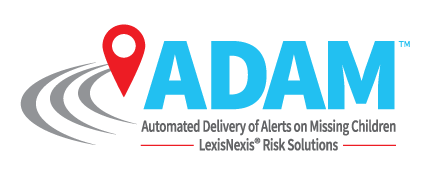 ADAM™
Automated Delivery of Alerts on Missing Children
LexisNexis® Risk Solutions